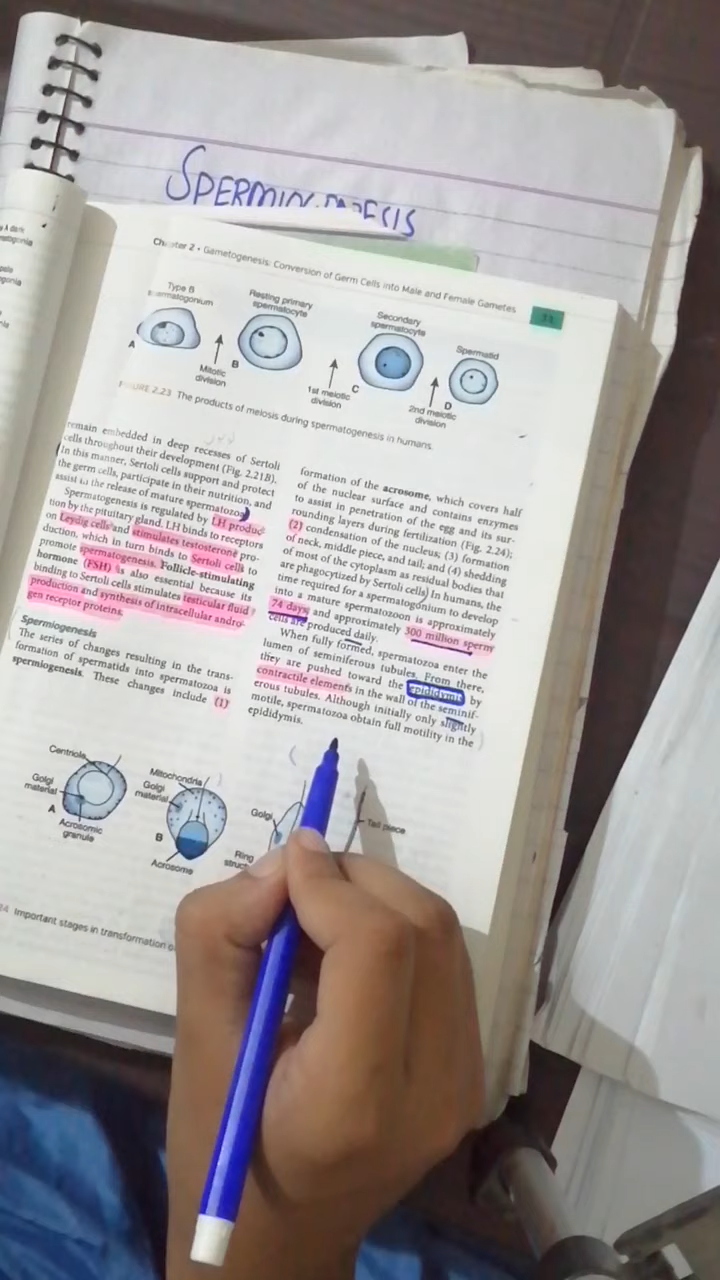 SPERMIOGENESIS
Chapter 2 • Gametogenesis: Conversion of Germ Cells into Male and Female Gametes
Type B
spermatogonium
Resting primary
spermatocyte
Secondary
spermatocyte
Spermatid
A
Mitotic
division
B
1st meiotic
division
C
2nd meiotic
division
D
FIGURE 2.23 The products of meiosis during spermatogenesis in humans.
remain embedded in deep recesses of Sertoli
cells throughout their development (Fig. 2.21B).
In this manner, Sertoli cells support and protect
the germ cells, participate in their nutrition, and
assist in the release of mature spermatozoa
Spermatogenesis is regulated by LH produc-
tion by the pituitary gland. LH binds to receptors
on Leydig cells and stimulates testosterone pro-
duction, which in turn binds to Sertoli cells to
promote spermatogenesis. Follicle-stimulating
hormone (FSH) is also essential because its
binding to Sertoli cells stimulates testicular fluid
production and synthesis of intracellular andro-
gen receptor proteins.
Spermiogenesis
The series of changes resulting in the trans-
formation of spermatids into spermatozoa is
spermiogenesis. These changes include (1)
formation of the acrosome, which covers half
of the nuclear surface and contains enzymes
to assist in penetration of the egg and its sur-
rounding layers during fertilization (Fig. 2.24);
(2) condensation of the nucleus; (3) formation
of neck, middle piece, and tail; and (4) shedding
of most of the cytoplasm as residual bodies that
are phagocytized by Sertoli cells) In humans, the
time required for a spermatogonium to develop
into a mature spermatozoon is approximately
74 days and approximately 300 million sperm
cells are produced daily.
When fully formed, spermatozoa enter the
lumen of seminiferous tubules. From there,
they are pushed toward the epididymis by
contractile elements in the wall of the seminif-
erous tubules. Although initially only slightly
motile, spermatozoa obtain full motility in the
epididymis.
Centriole
Golgi
material
A
Acrosomic
granule
Mitochondria
Golgi
material
B
Acrosome
Golgi
Ring
struct
Tail piece
24 Important stages in transformation o